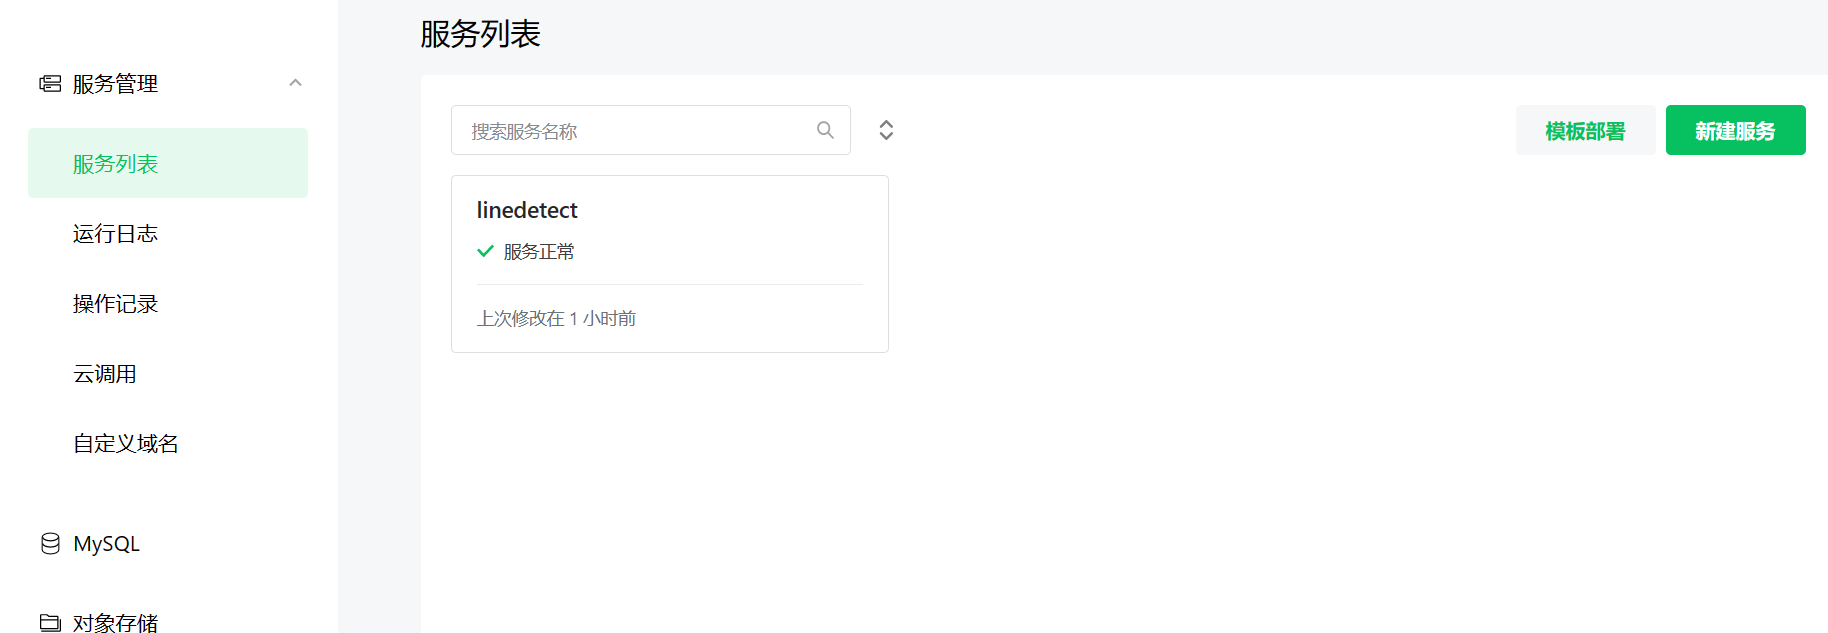 服务管理
服务列表
运行日志
操作记录
云调用
自定义域名
MySQL
对象存储
服务列表
搜索服务名称
模板部署
新建服务
linedetect
服务正常
上次修改在 1 小时前